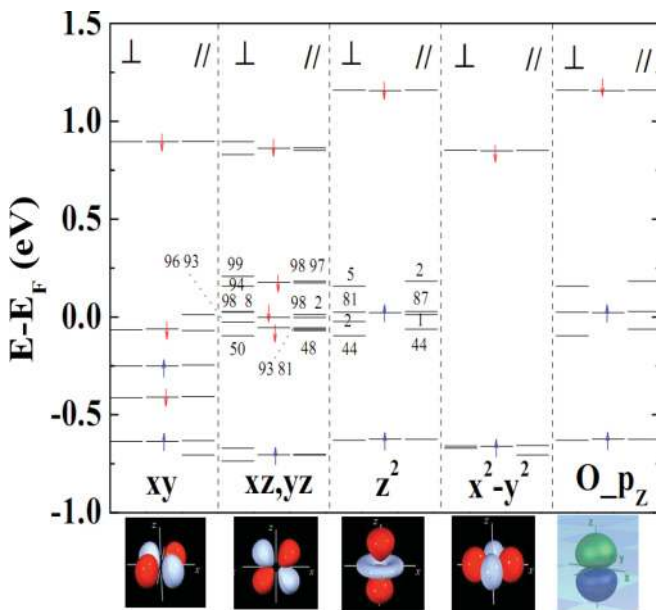 1.5
⊥ // ⊥ // ⊥ // ⊥ // ⊥ //
1.0
0.5
96 93 99 98 97 5 2
94
0.0 98 8 98 2 81 87
2 1
50 48 44 44
93 81
-0.5
-1.0
E-E_F (eV)
xy xz,yz z² x²-y² O_p_Z
z z z z z
x x x x y
x